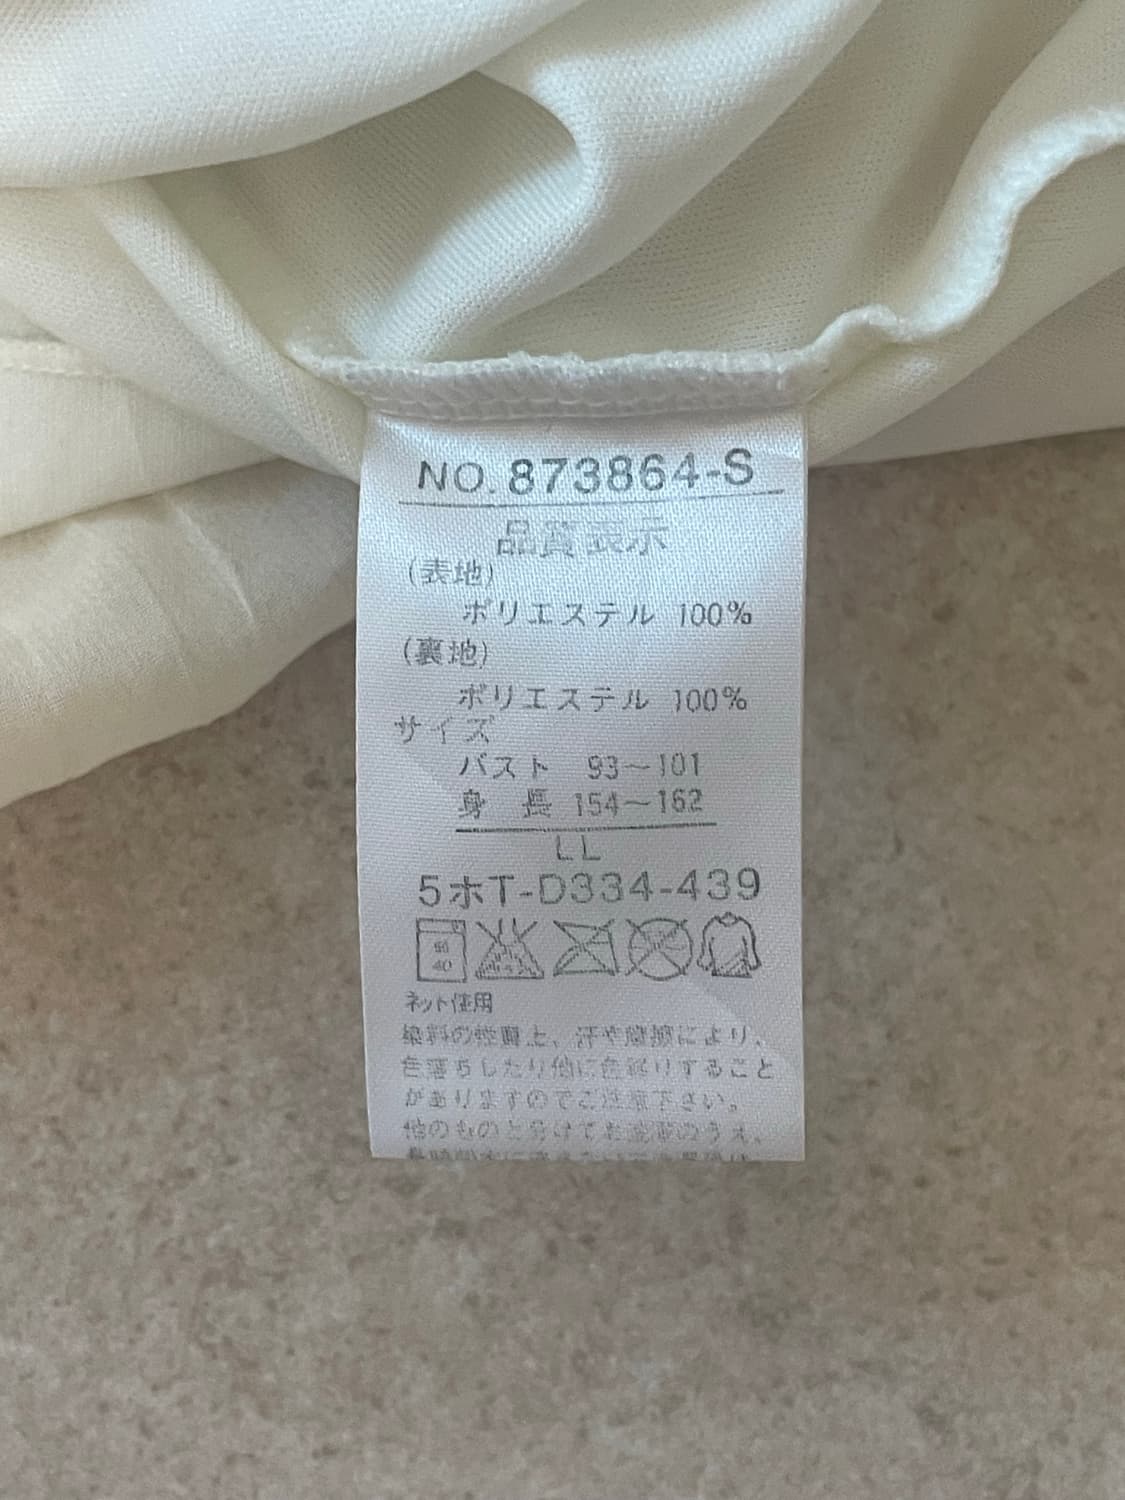 NO.873864-S
品質表示
(表地)
ポリエステル 100%
(裏地)
ポリエステル 100%
サイズ
バスト 93～101
身 長 154～162
LL
5ホT-D334-439
40
ネット使用
染料の性質上、汗や摩擦により、
色落ちしたり他に色移りすること
がありますのでご注意下さい。
他のものと分けてお洗濯のうえ、